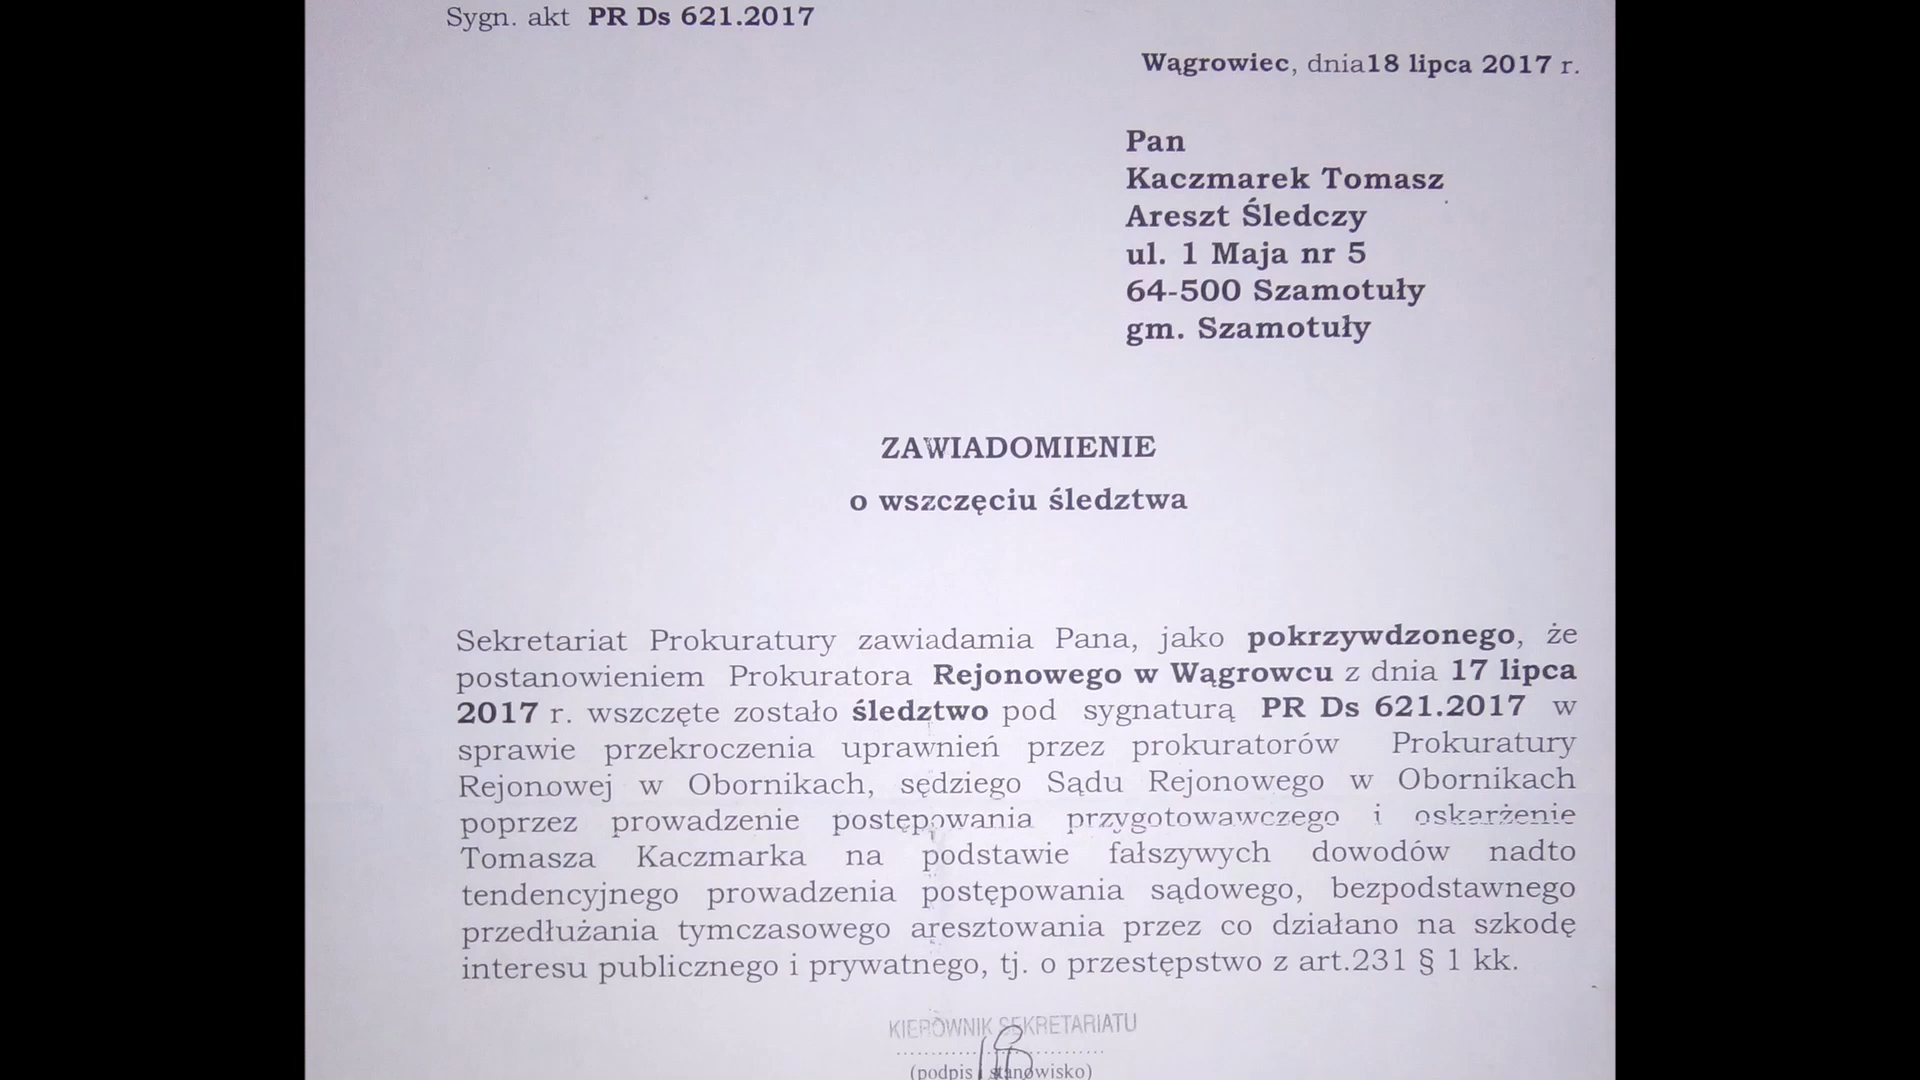 Sygn. akt PR Ds 621.2017
Wągrowiec, dnia18 lipca 2017 r.
Pan
Kaczmarek Tomasz
Areszt Śledczy
ul. 1 Maja nr 5
64-500 Szamotuły
gm. Szamotuły
ZAWIADOMIENIE
o wszczęciu śledztwa
Sekretariat Prokuratury zawiadamia Pana, jako pokrzywdzonego, że
postanowieniem Prokuratora Rejonowego w Wągrowcu z dnia 17 lipca
2017 r. wszczęte zostało śledztwo pod sygnaturą PR Ds 621.2017 w
sprawie przekroczenia uprawnień przez prokuratorów Prokuratury
Rejonowej w Obornikach, sędziego Sądu Rejonowego w Obornikach
poprzez prowadzenie postępowania przygotowawczego i oskarżenie
Tomasza Kaczmarka na podstawie fałszywych dowodów nadto
tendencyjnego prowadzenia postępowania sądowego, bezpodstawnego
przedłużania tymczasowego aresztowania przez co działano na szkodę
interesu publicznego i prywatnego, tj. o przestępstwo z art.231 § 1 kk.
KIEROWNIK SEKRETARIATU
(podpis i stanowisko)